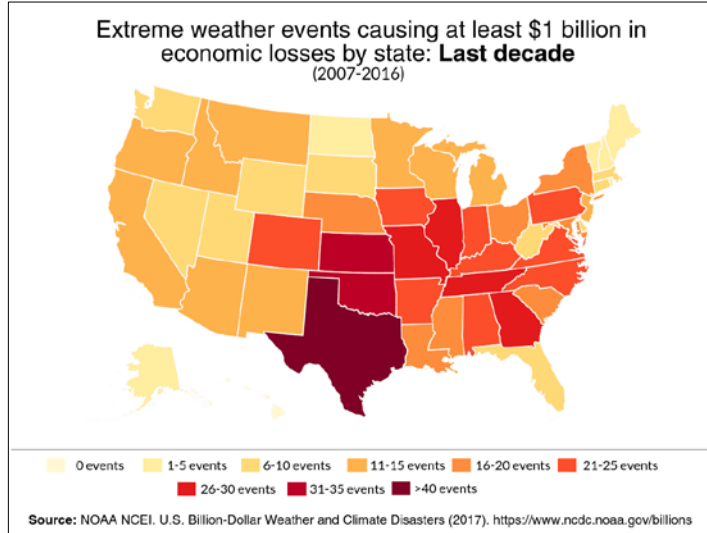 Extreme weather events causing at least $1 billion in
economic losses by state: Last decade
(2007-2016)
0 events
1-5 events
6-10 events
11-15 events
16-20 events
21-25 events
26-30 events
31-35 events
>40 events
Source: NOAA NCEI. U.S. Billion-Dollar Weather and Climate Disasters (2017). https://www.ncdc.noaa.gov/billions